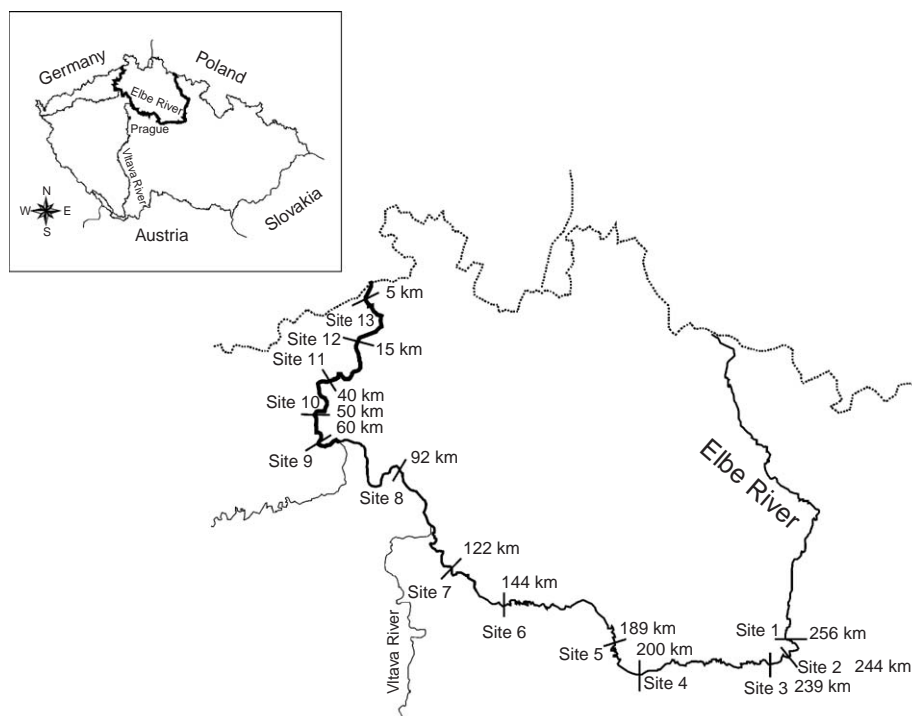 Germany
Poland
Elbe River
Prague
Vltava River
N
W E
S
Austria
Slovakia
5 km
Site 13
Site 12
15 km
Site 11
40 km
Site 10
50 km
60 km
Site 9
92 km
Site 8
Elbe River
122 km
Site 7
144 km
Site 6
Vltava River
189 km
Site 5
200 km
Site 4
Site 1
256 km
Site 2 244 km
Site 3
239 km